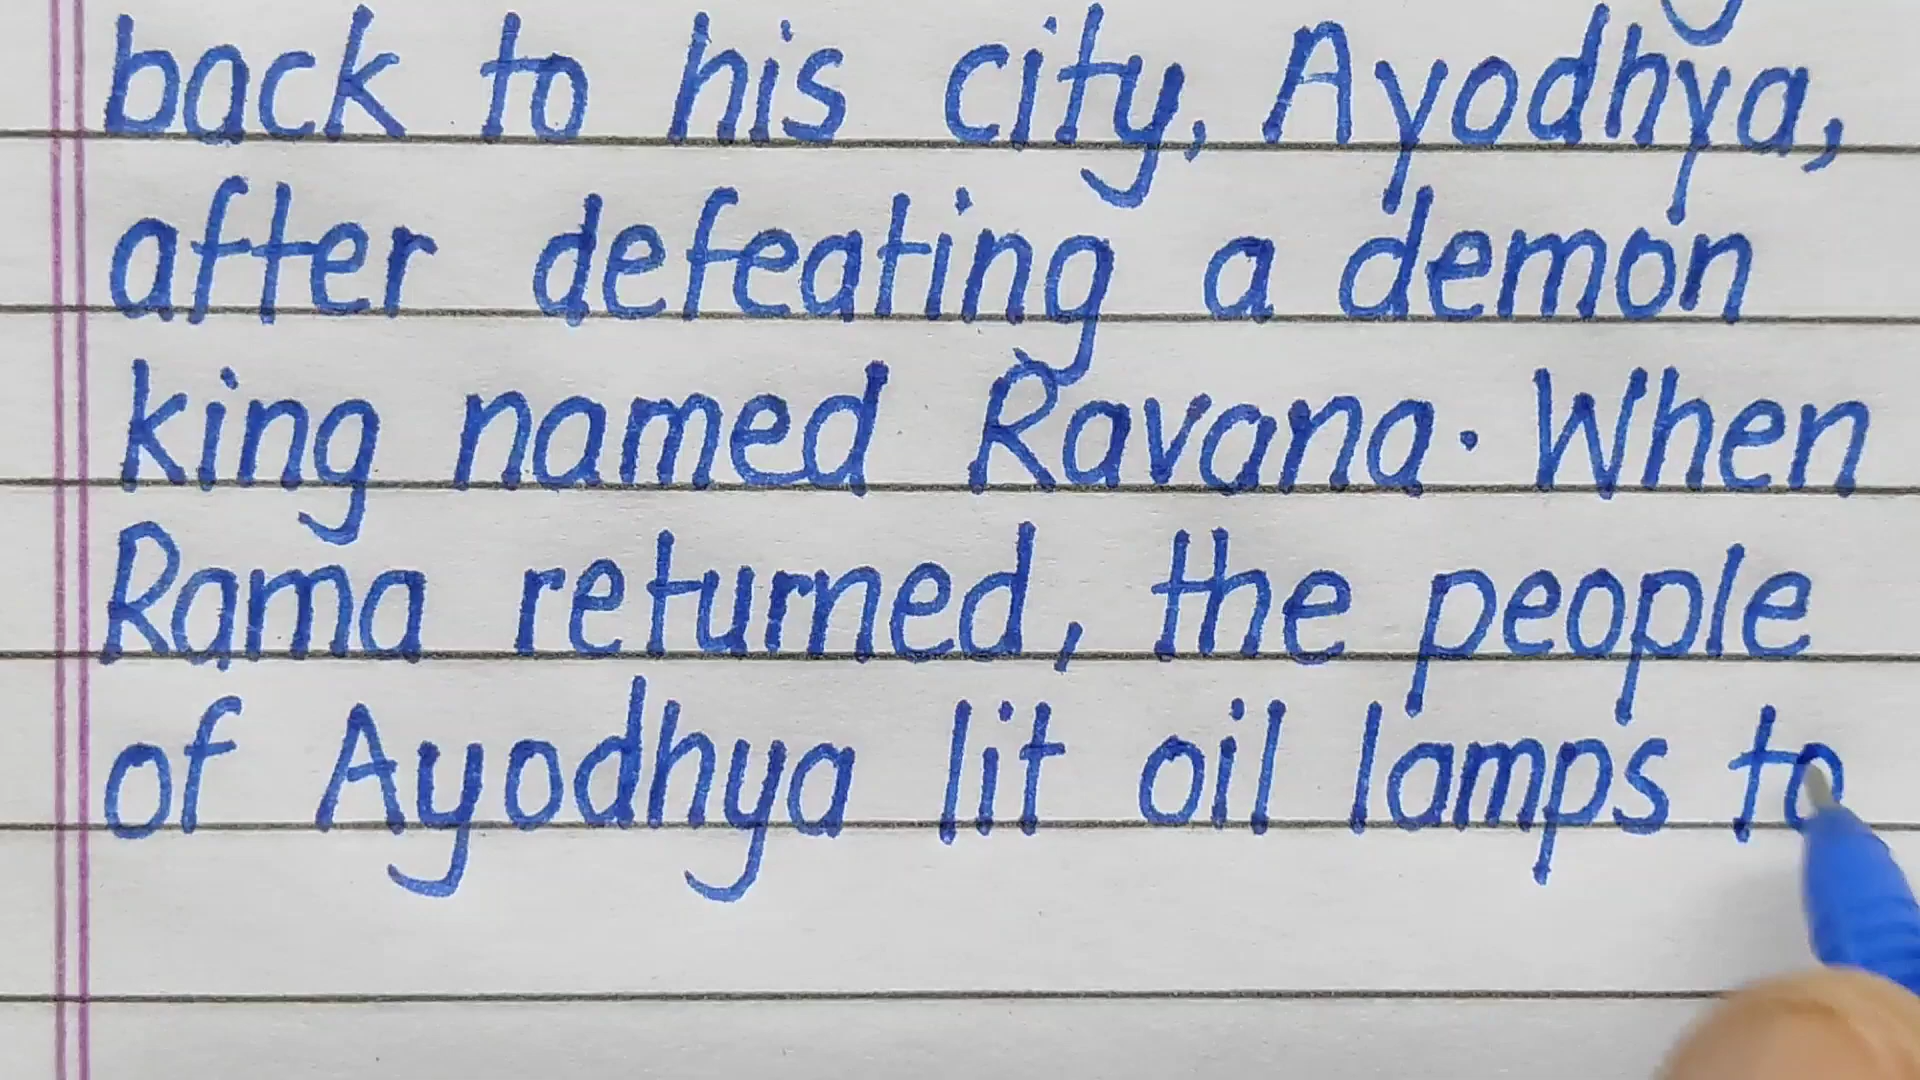 back to his city, Ayodhya,
after defeating a demon
king named Ravana. When
Rama returned, the people
of Ayodhya lit oil lamps to